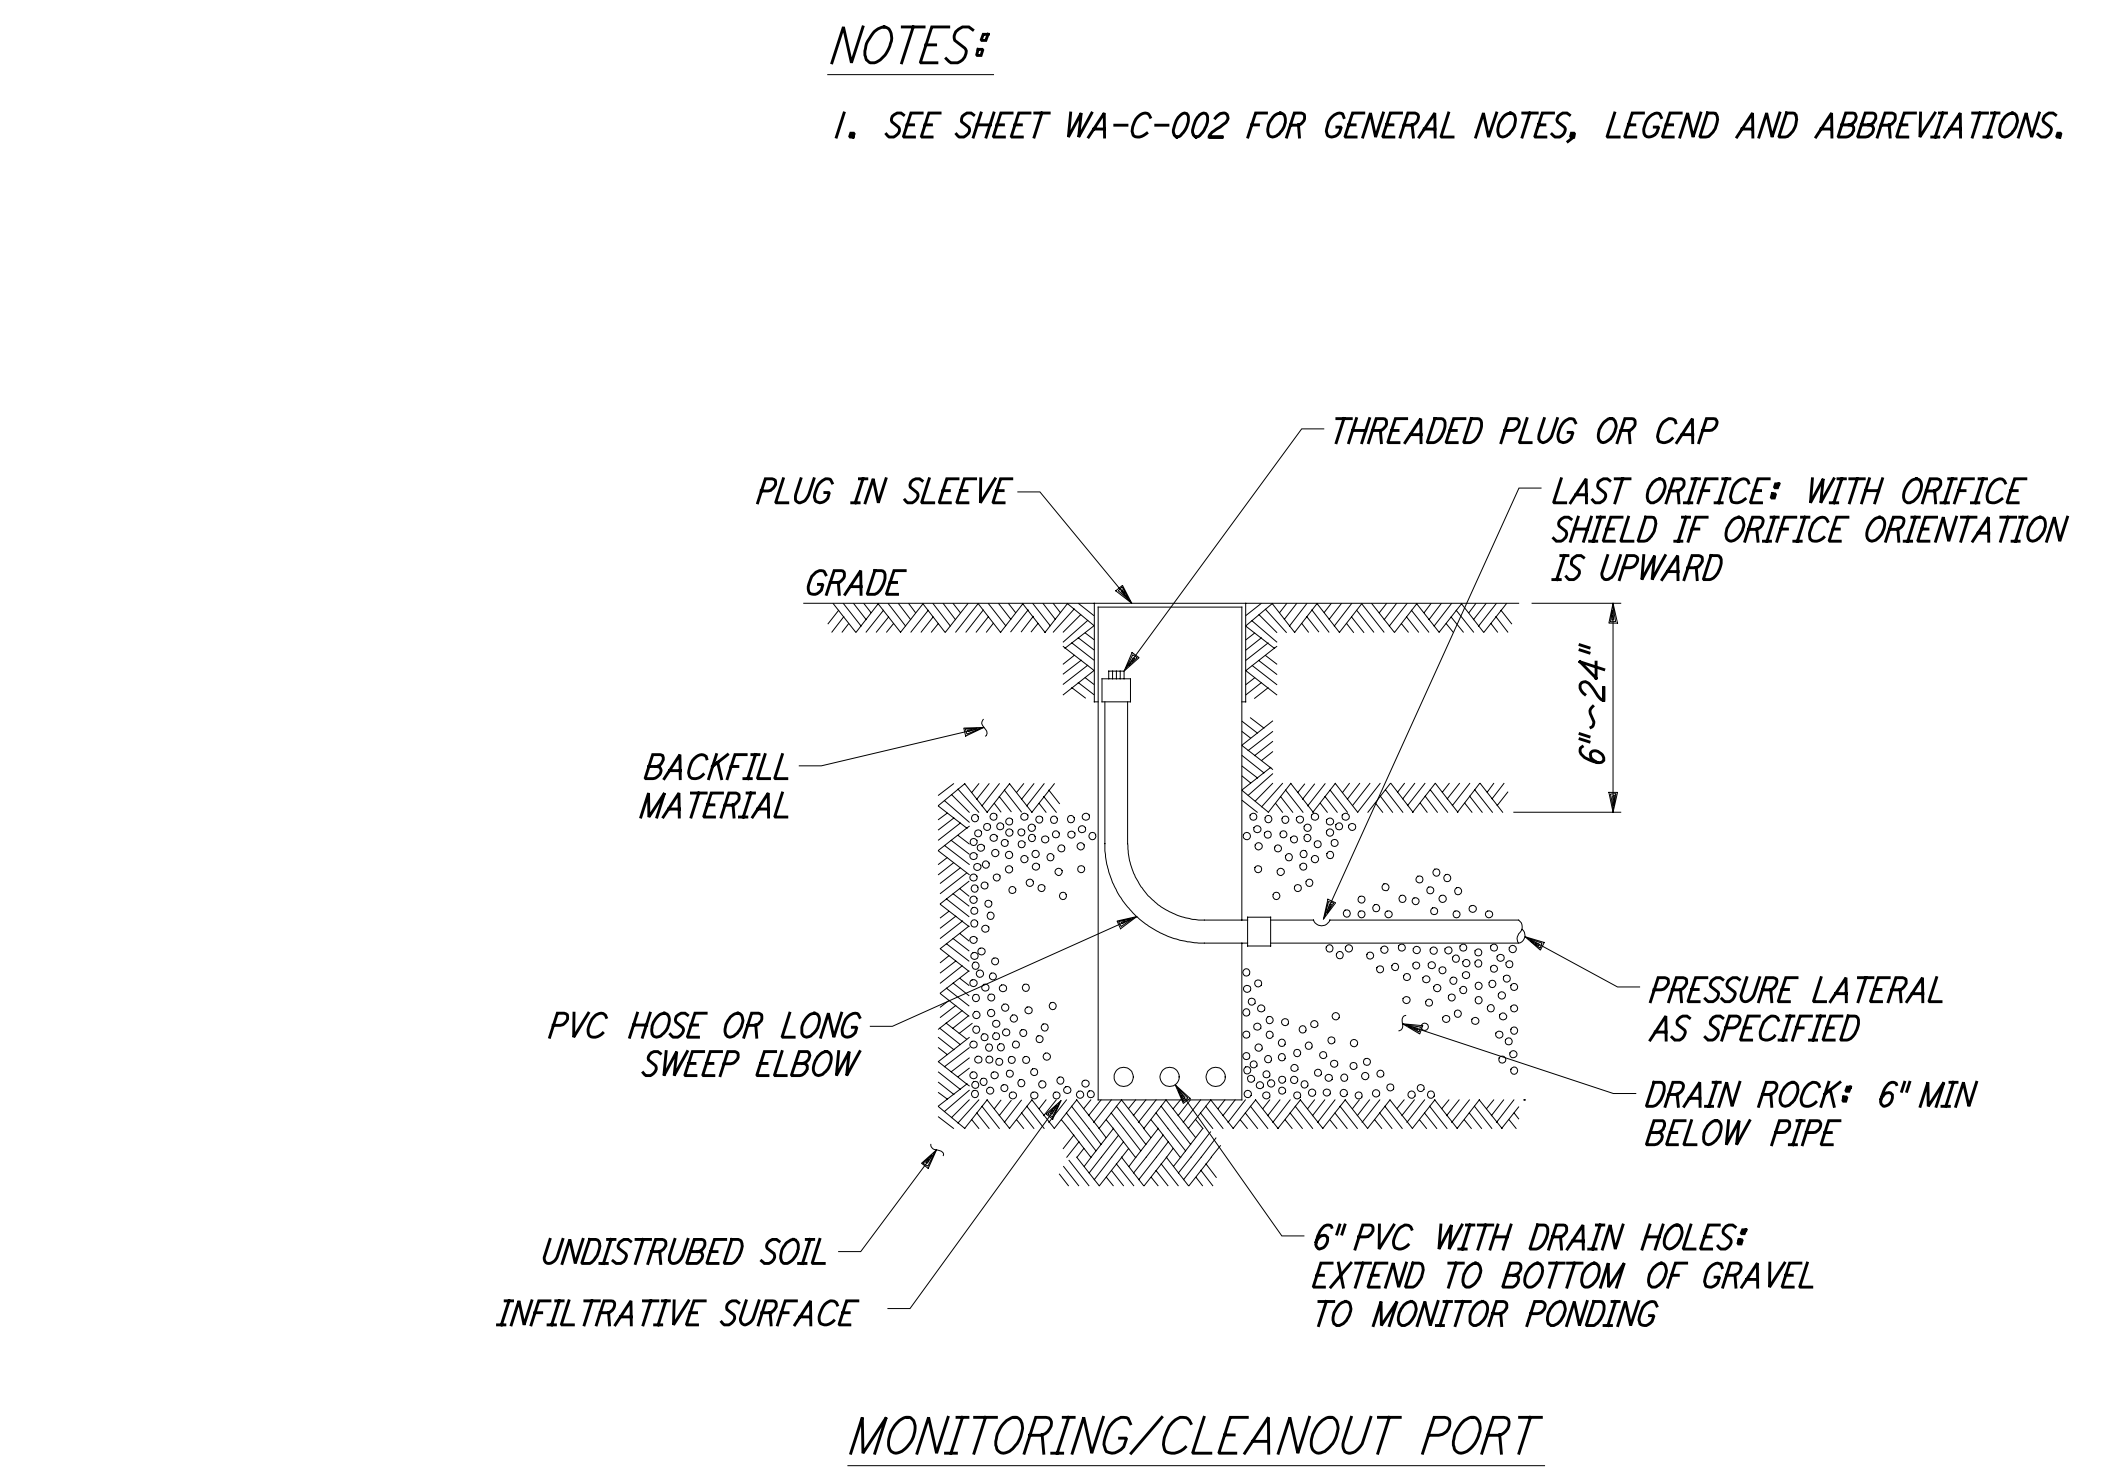 NOTES:
1. SEE SHEET WA-C-002 FOR GENERAL NOTES, LEGEND AND ABBREVIATIONS.
THREADED PLUG OR CAP
PLUG IN SLEEVE
LAST ORIFICE: WITH ORIFICE
SHIELD IF ORIFICE ORIENTATION
IS UPWARD
GRADE
6"~24"
BACKFILL
MATERIAL
PRESSURE LATERAL
AS SPECIFIED
PVC HOSE OR LONG
SWEEP ELBOW
DRAIN ROCK: 6" MIN
BELOW PIPE
UNDISTRUBED SOIL
INFILTRATIVE SURFACE
6" PVC WITH DRAIN HOLES:
EXTEND TO BOTTOM OF GRAVEL
TO MONITOR PONDING
MONITORING/CLEANOUT PORT